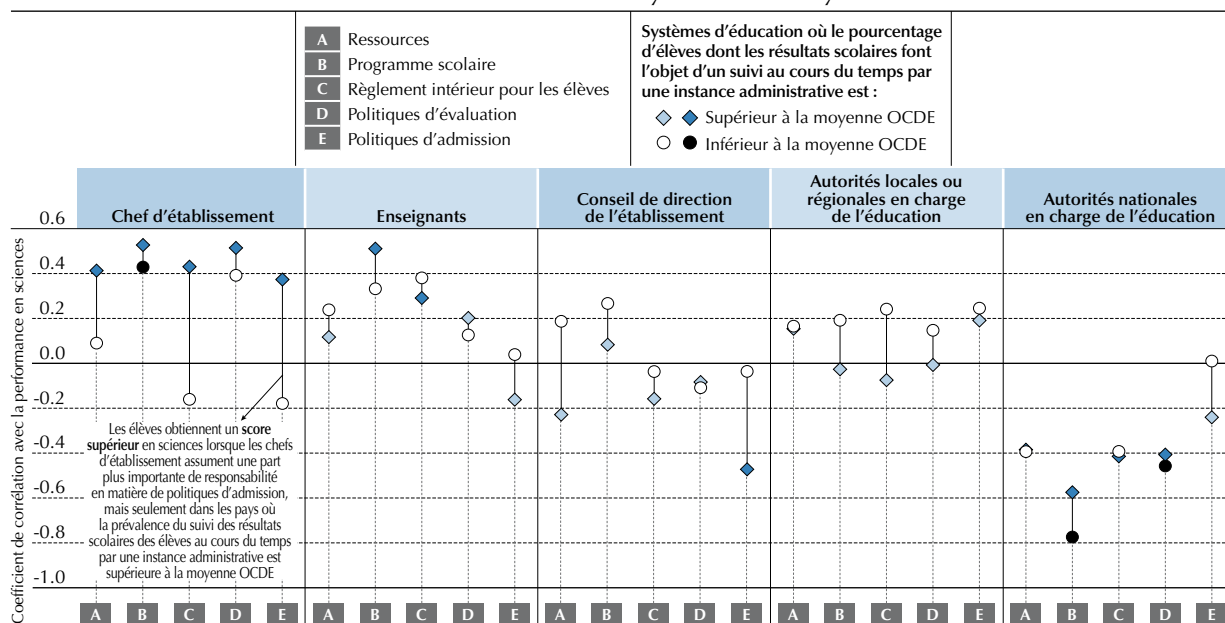 A Ressources
B Programme scolaire
C Règlement intérieur pour les élèves
D Politiques d'évaluation
E Politiques d'admission
Systèmes d'éducation où le pourcentage
d'élèves dont les résultats scolaires font
l'objet d'un suivi au cours du temps par
une instance administrative est :
Supérieur à la moyenne OCDE
Inférieur à la moyenne OCDE
Chef d'établissement
Enseignants
Conseil de direction
de l'établissement
Autorités locales ou
régionales en charge
de l'éducation
Autorités nationales
en charge de l'éducation
Coefficient de corrélation avec la performance en sciences
0.6
0.4
0.2
0.0
-0.2
-0.4
-0.6
-0.8
-1.0
Les élèves obtiennent un score
supérieur en sciences lorsque les chefs
d'établissement assument une part
plus importante de responsabilité
en matière de politiques d'admission,
mais seulement dans les pays où
la prévalence du suivi des résultats
scolaires des élèves au cours du temps
par une instance administrative est
supérieure à la moyenne OCDE
A B C D E A B C D E A B C D E A B C D E A B C D E